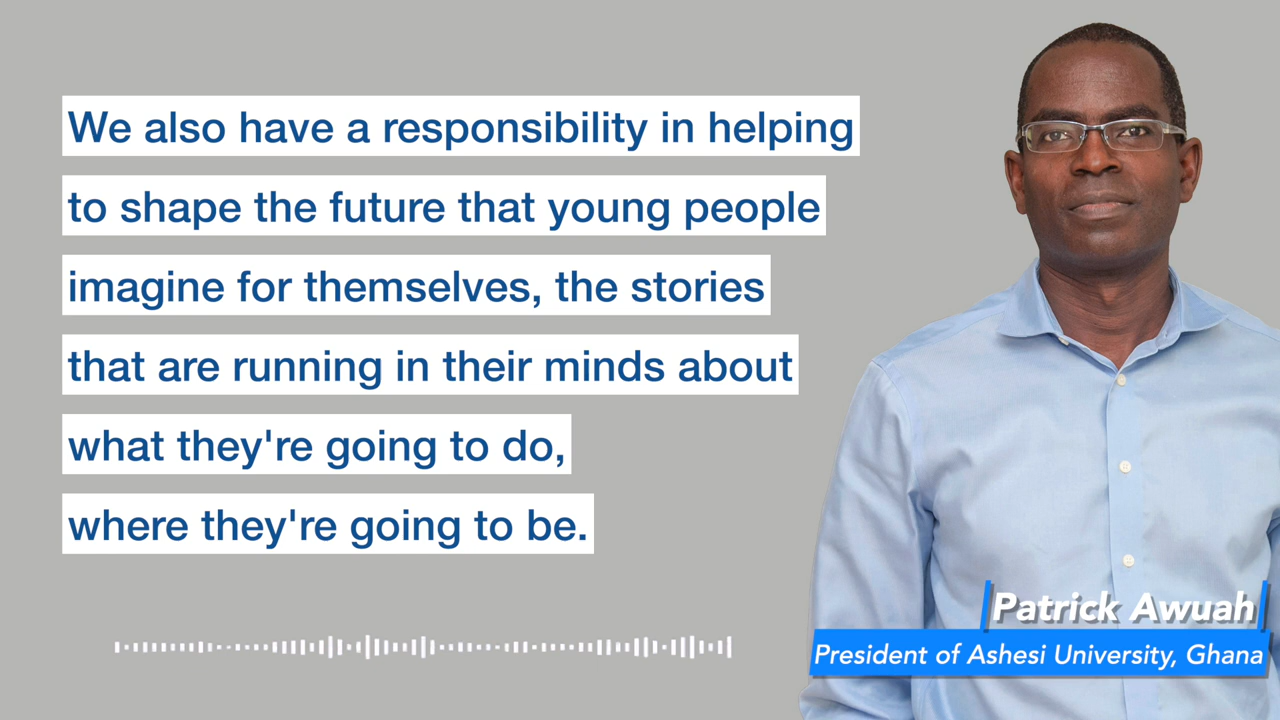 We also have a responsibility in helping
to shape the future that young people
imagine for themselves, the stories
that are running in their minds about
what they're going to do,
where they're going to be.
Patrick Awuah
President of Ashesi University, Ghana